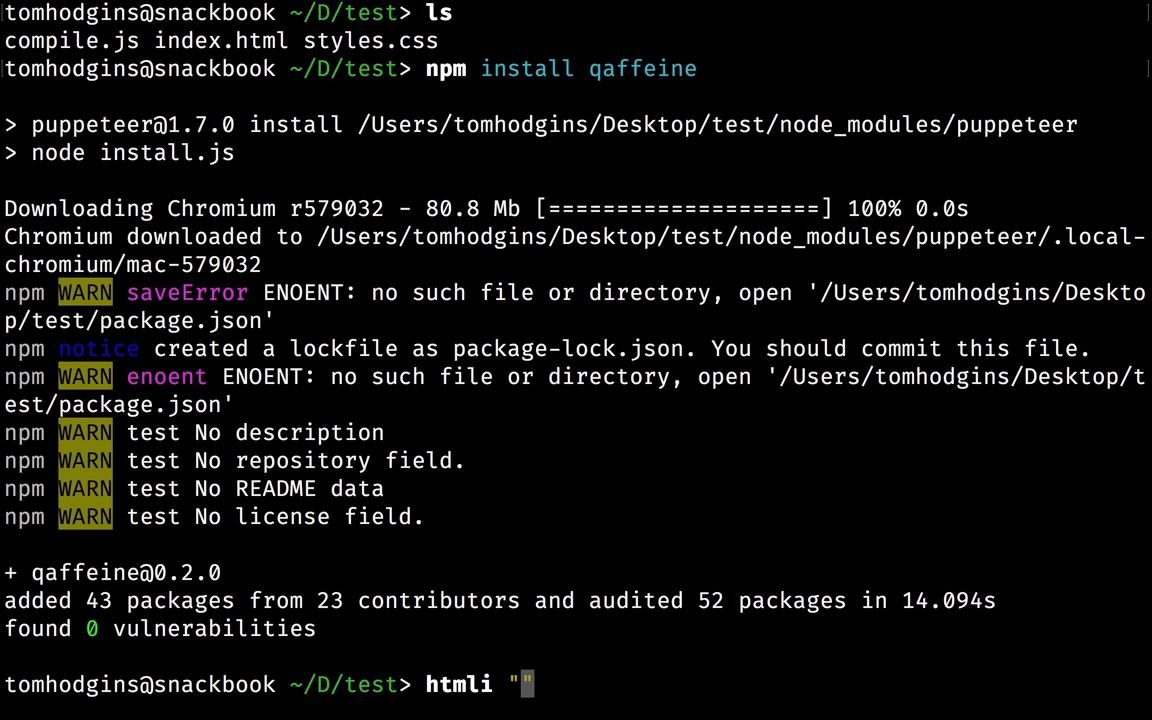 tomhodgins@snackbook ~/D/test> ls
compile.js index.html styles.css
tomhodgins@snackbook ~/D/test> npm install qaffeine
> puppeteer@1.7.0 install /Users/tomhodgins/Desktop/test/node_modules/puppeteer
> node install.js
Downloading Chromium r579032 - 80.8 Mb [====================] 100% 0.0s
Chromium downloaded to /Users/tomhodgins/Desktop/test/node_modules/puppeteer/.local-
chromium/mac-579032
npm WARN saveError ENOENT: no such file or directory, open '/Users/tomhodgins/Deskto
p/test/package.json'
npm notice created a lockfile as package-lock.json. You should commit this file.
npm WARN enoent ENOENT: no such file or directory, open '/Users/tomhodgins/Desktop/t
est/package.json'
npm WARN test No description
npm WARN test No repository field.
npm WARN test No README data
npm WARN test No license field.
+ qaffeine@0.2.0
added 43 packages from 23 contributors and audited 52 packages in 14.094s
found 0 vulnerabilities
tomhodgins@snackbook ~/D/test> htmli ""